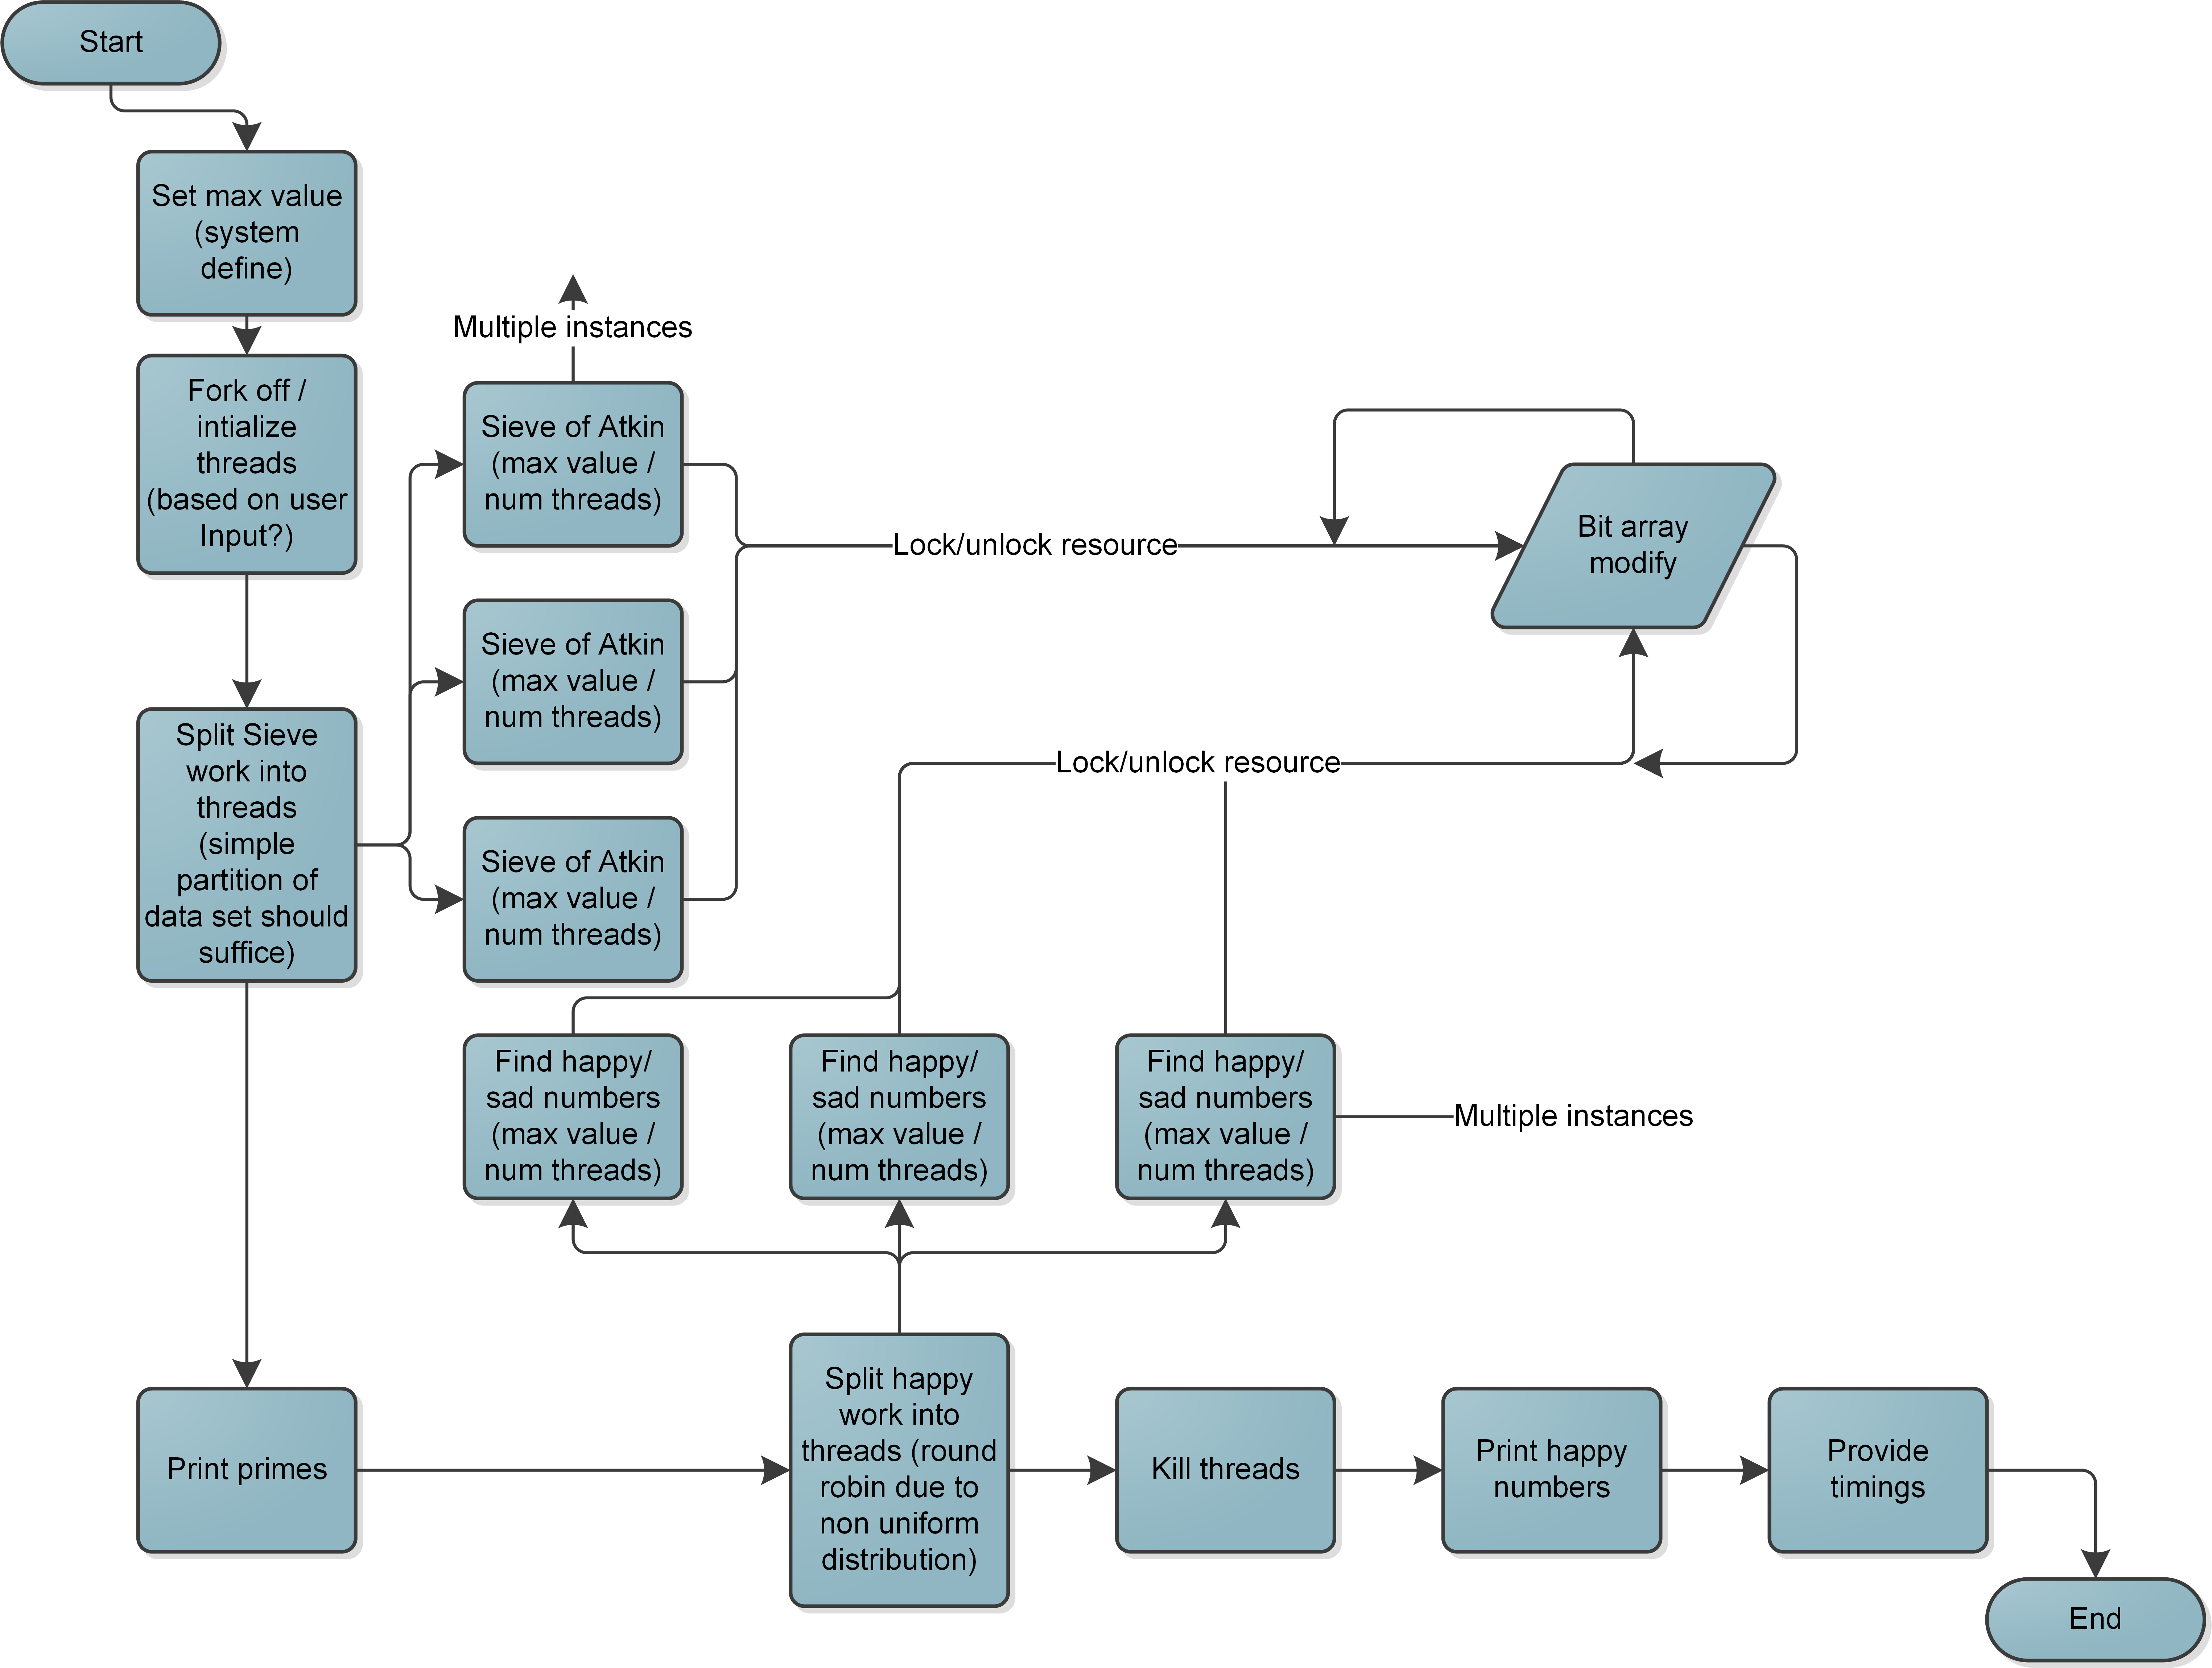 Start
Set max value
(system
define)
Fork off /
intialize
threads
(based on user
Input?)
Split Sieve
work into
threads
(simple
partition of
data set should
suffice)
Multiple instances
Sieve of Atkin
(max value /
num threads)
Sieve of Atkin
(max value /
num threads)
Sieve of Atkin
(max value /
num threads)
Lock/unlock resource
Bit array
modify
Lock/unlock resource
Find happy/
sad numbers
(max value /
num threads)
Find happy/
sad numbers
(max value /
num threads)
Find happy/
sad numbers
(max value /
num threads)
Multiple instances
Print primes
Split happy
work into
threads (round
robin due to
non uniform
distribution)
Kill threads
Print happy
numbers
Provide
timings
End